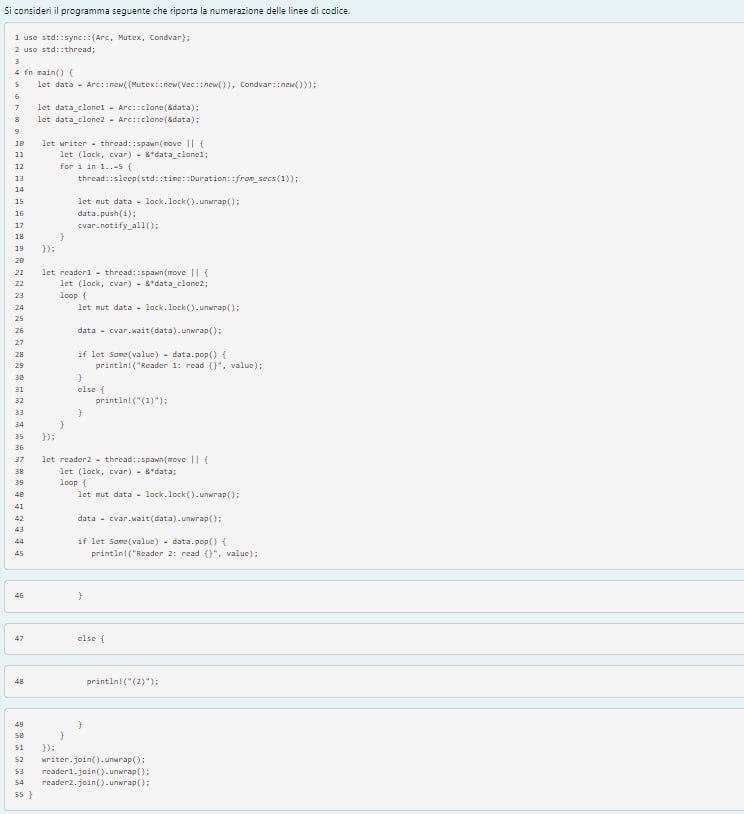 Si consideri il programma seguente che riporta la numerazione delle linee di codice.
1 use std::sync::{Arc, Mutex, Condvar};
2 use std::thread;
3
4 fn main() {
5 let data = Arc::new((Mutex::new(Vec::new()), Condvar::new()));
6
7 let data_clone1 = Arc::clone(&data);
8 let data_clone2 = Arc::clone(&data);
9
10 let writer = thread::spawn(move || {
11 let (lock, cvar) = &*data_clone1;
12 for i in 1..=5 {
13 thread::sleep(std::time::Duration::from_secs(1));
14
15 let mut data = lock.lock().unwrap();
16 data.push(i);
17 cvar.notify_all();
18 }
19 });
20
21 let reader1 = thread::spawn(move || {
22 let (lock, cvar) = &*data_clone2;
23 loop {
24 let mut data = lock.lock().unwrap();
25
26 data = cvar.wait(data).unwrap();
27
28 if let Some(value) = data.pop() {
29 println!("Reader 1: read {}", value);
30 }
31 else {
32 println!("(1)");
33 }
34 }
35 });
36
37 let reader2 = thread::spawn(move || {
38 let (lock, cvar) = &*data;
39 loop {
40 let mut data = lock.lock().unwrap();
41
42 data = cvar.wait(data).unwrap();
43
44 if let Some(value) = data.pop() {
45 println!("Reader 2: read {}", value);
46 }
47 else {
48 println!("(2)");
49 }
50 }
51 });
52 writer.join().unwrap();
53 reader1.join().unwrap();
54 reader2.join().unwrap();
55 }